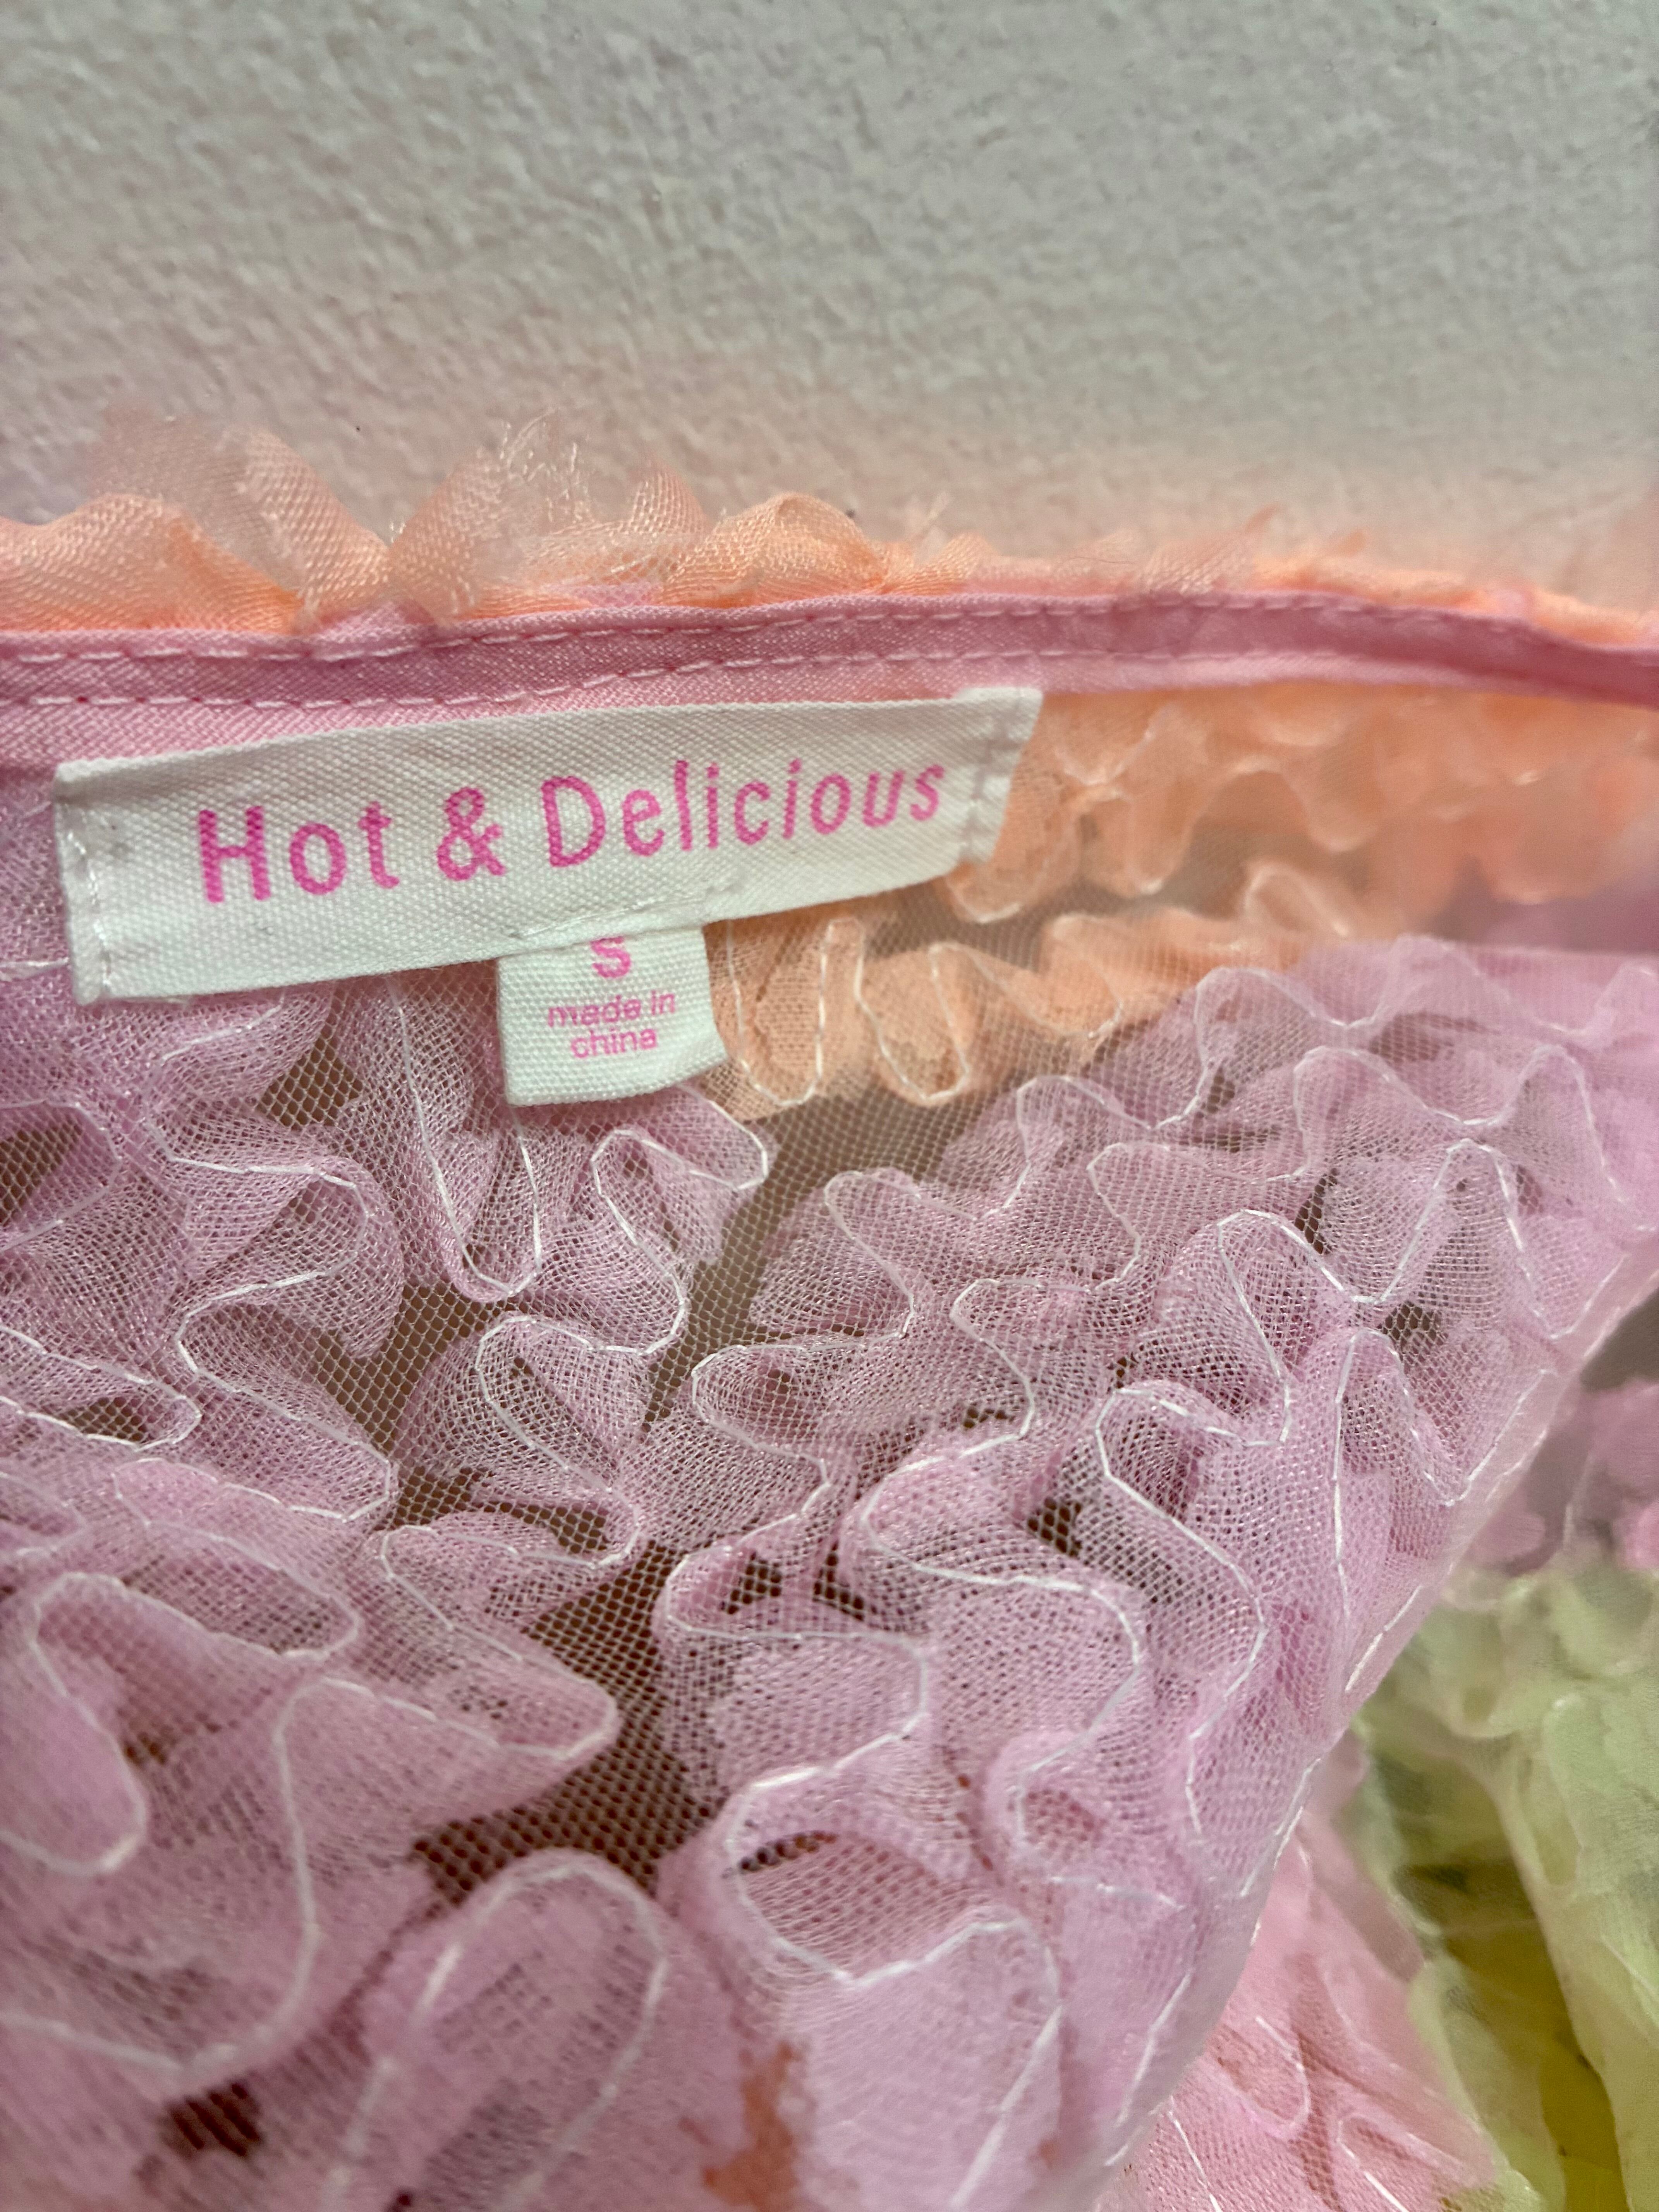 Hot & Delicious
S
made in
china